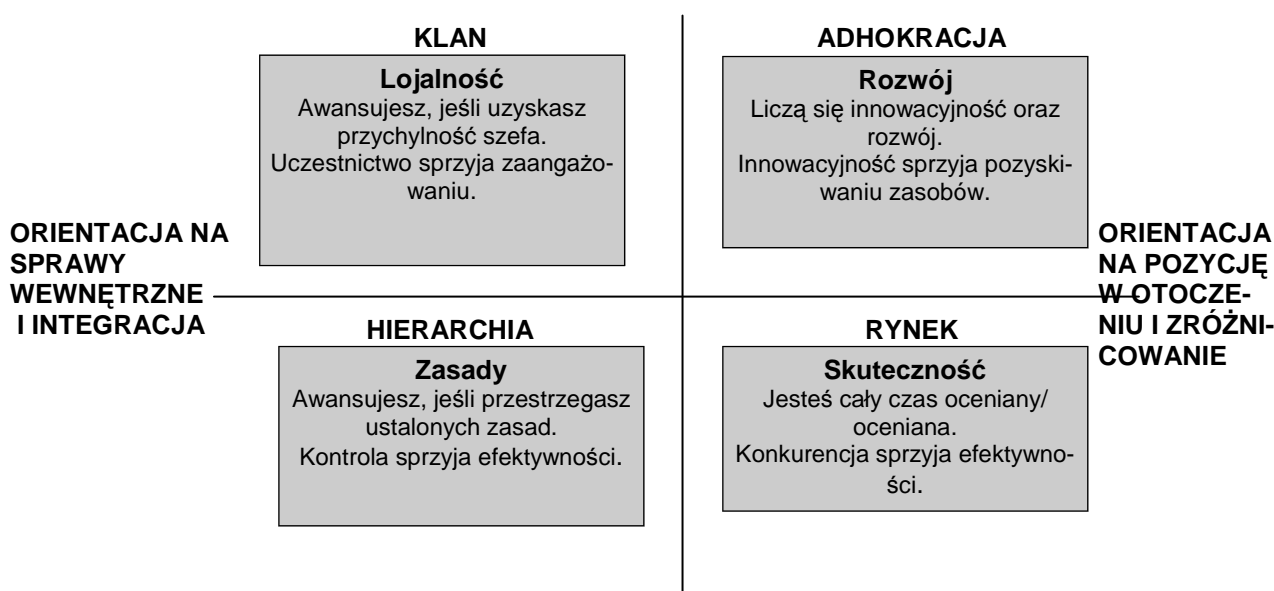 KLAN
Lojalność
Awansujesz, jeśli uzyskasz
przychylność szefa.
Uczestnictwo sprzyja zaangażo-
waniu.
ADHOKRACJA
Rozwój
Liczą się innowacyjność oraz
rozwój.
Innowacyjność sprzyja pozyski-
waniu zasobów.
ORIENTACJA NA
SPRAWY
WEWNĘTRZNE
I INTEGRACJA
ORIENTACJA
NA POZYCJĘ
W OTOCZE-
NIU I ZRÓŻNI-
COWANIE
HIERARCHIA
Zasady
Awansujesz, jeśli przestrzegasz
ustalonych zasad.
Kontrola sprzyja efektywności.
RYNEK
Skuteczność
Jesteś cały czas oceniany/
oceniana.
Konkurencja sprzyja efektywno-
ści.